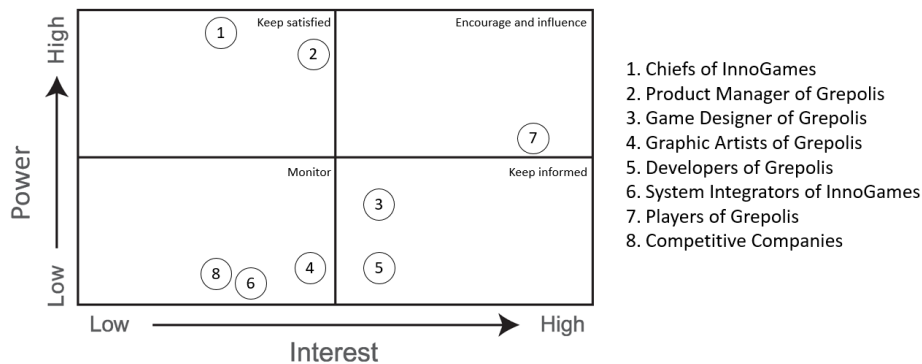 High
Power
Low
Keep satisfied
Encourage and influence
1
2
7
Monitor
Keep informed
3
8
6
4
5
Low
High
Interest
1. Chiefs of InnoGames
2. Product Manager of Grepolis
3. Game Designer of Grepolis
4. Graphic Artists of Grepolis
5. Developers of Grepolis
6. System Integrators of InnoGames
7. Players of Grepolis
8. Competitive Companies